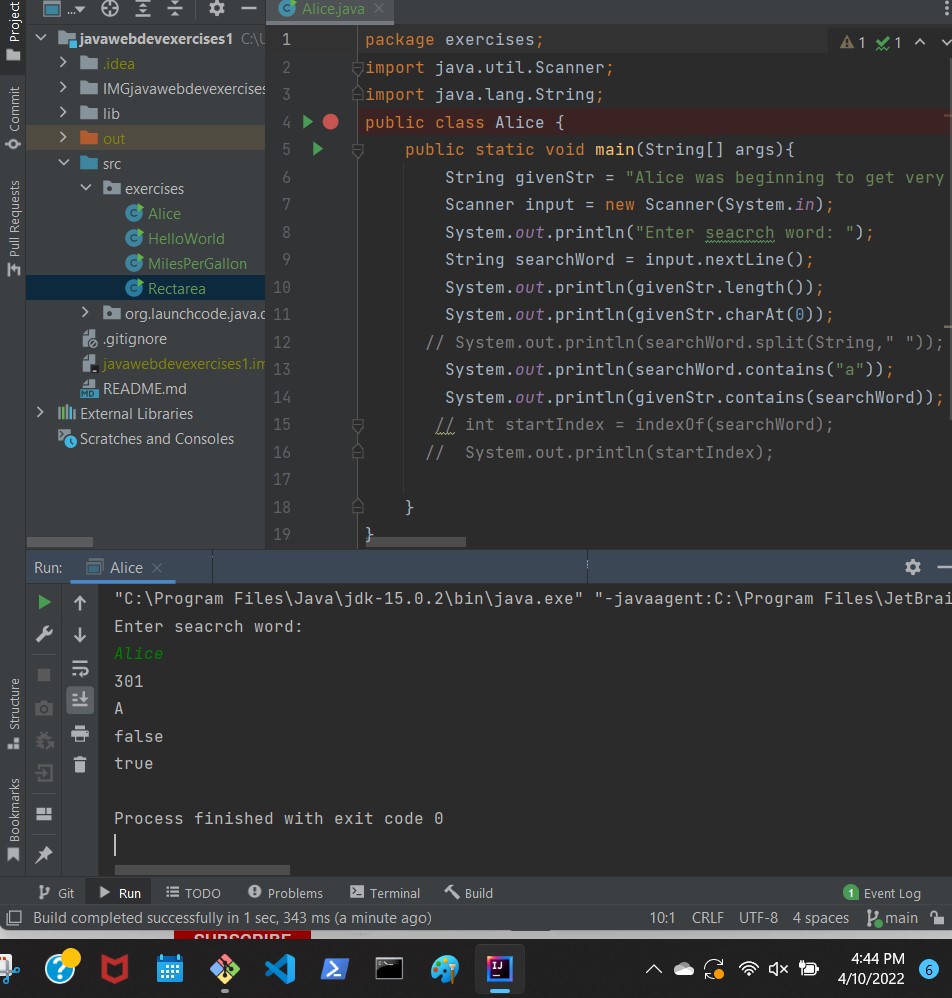 Project
Commit
Pull Requests
Structure
Bookmarks
Alice.java
javawebdevexercises1 C:\U
.idea
IMGjavawebdevexercises
lib
out
src
exercises
Alice
HelloWorld
MilesPerGallon
Rectarea
org.launchcode.java.d
.gitignore
javawebdevexercises1.im
README.md
External Libraries
Scratches and Consoles
1 1
1 package exercises;
2 import java.util.Scanner;
3 import java.lang.String;
4 public class Alice {
5 public static void main(String[] args){
6 String givenStr = "Alice was beginning to get very
7 Scanner input = new Scanner(System.in);
8 System.out.println("Enter seacrch word: ");
9 String searchWord = input.nextLine();
10 System.out.println(givenStr.length());
11 System.out.println(givenStr.charAt(0));
12 // System.out.println(searchWord.split(String," "));
13 System.out.println(searchWord.contains("a"));
14 System.out.println(givenStr.contains(searchWord));
15 // int startIndex = indexOf(searchWord);
16 // System.out.println(startIndex);
17
18 }
19 }
Run: Alice
"C:\Program Files\Java\jdk-15.0.2\bin\java.exe" "-javaagent:C:\Program Files\JetBrai
Enter seacrch word:
Alice
301
A
false
true
Process finished with exit code 0
Git Run TODO Problems Terminal Build 1 Event Log
Build completed successfully in 1 sec, 343 ms (a minute ago) 10:1 CRLF UTF-8 4 spaces main
SUBSCRIBE
4:44 PM
4/10/2022
6